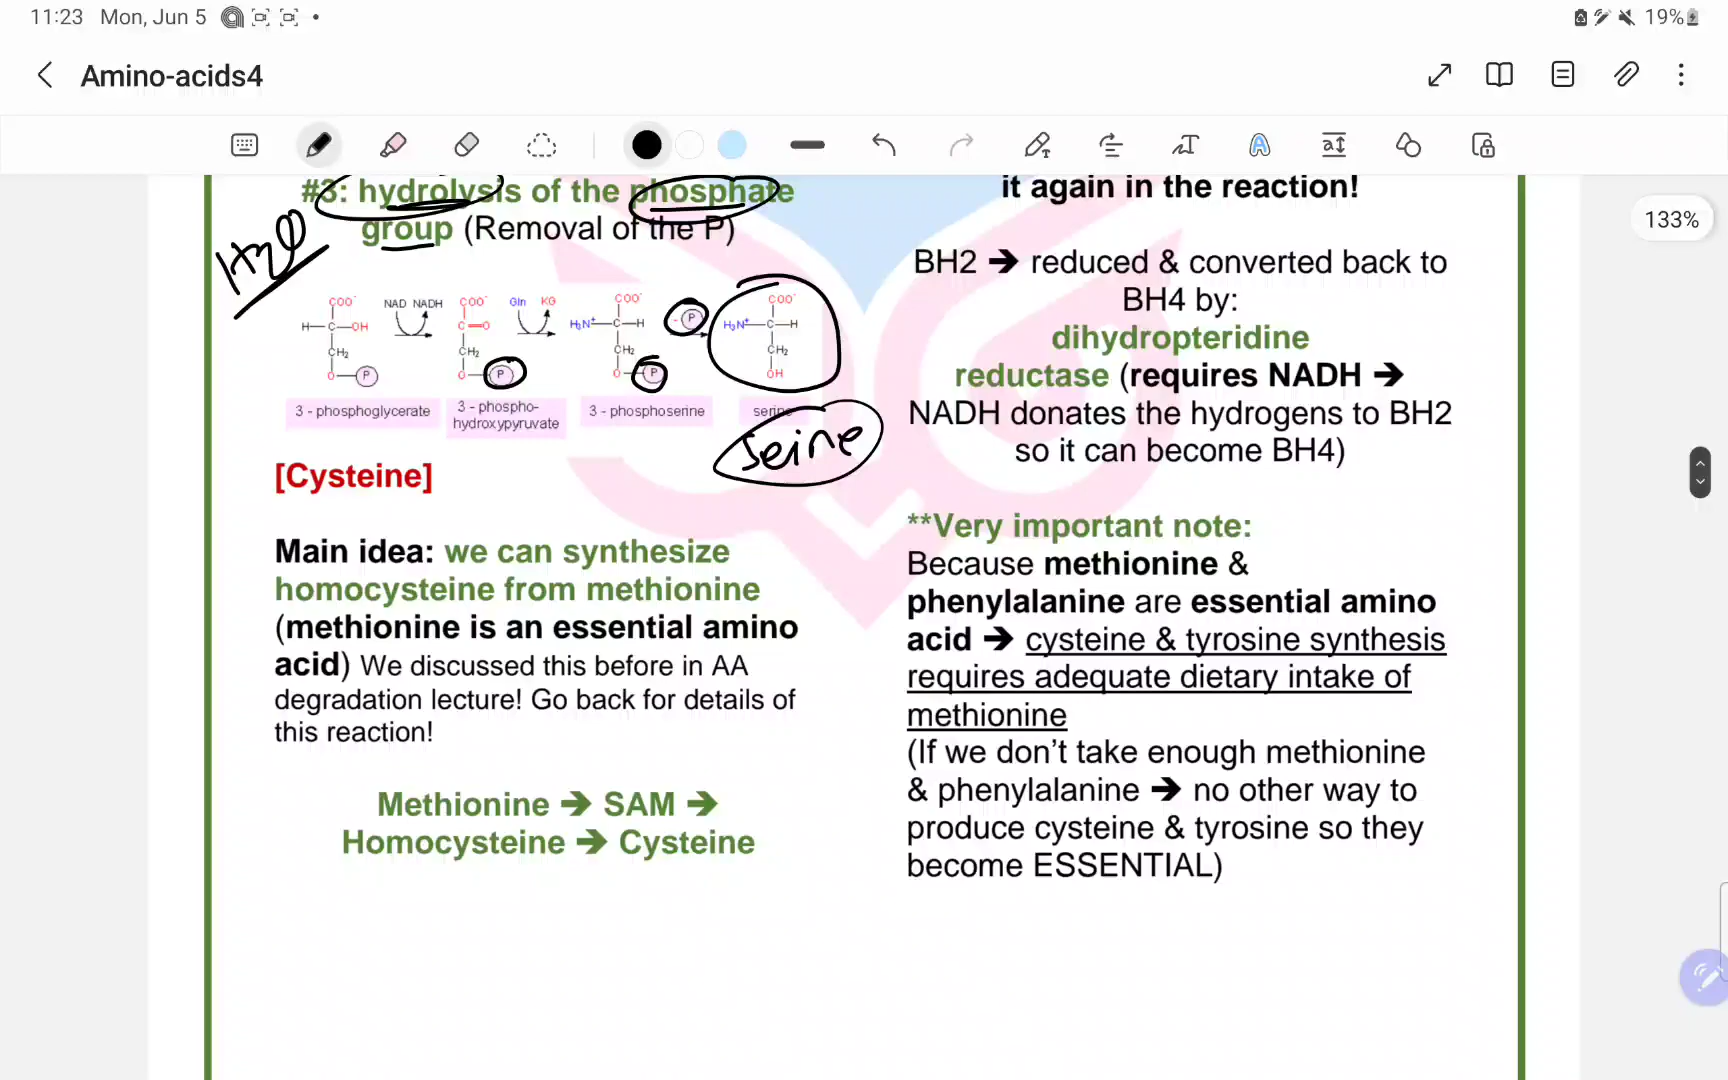 11:23 Mon, Jun 5
19%
Amino-acids4
133%
#3: hydrolysis of the phosphate
group (Removal of the P)
H2O
COO⁻
H—C—OH
CH₂
O—P
NAD NADH
COO⁻
C=O
CH₂
O—P
Gln KG
COO⁻
H₃N⁺—C—H
CH₂
O—P
- P
COO⁻
H₃N⁺—C—H
CH₂
OH
3 - phosphoglycerate
3 - phospho-
hydroxypyruvate
3 - phosphoserine
serine
Seine
[Cysteine]
Main idea: we can synthesize
homocysteine from methionine
(methionine is an essential amino
acid) We discussed this before in AA
degradation lecture! Go back for details of
this reaction!
Methionine ➔ SAM ➔
Homocysteine ➔ Cysteine
it again in the reaction!
BH2 ➔ reduced & converted back to
BH4 by:
dihydropteridine
reductase (requires NADH ➔
NADH donates the hydrogens to BH2
so it can become BH4)
**Very important note:
Because methionine &
phenylalanine are essential amino
acid ➔ cysteine & tyrosine synthesis
requires adequate dietary intake of
methionine
(If we don't take enough methionine
& phenylalanine ➔ no other way to
produce cysteine & tyrosine so they
become ESSENTIAL)